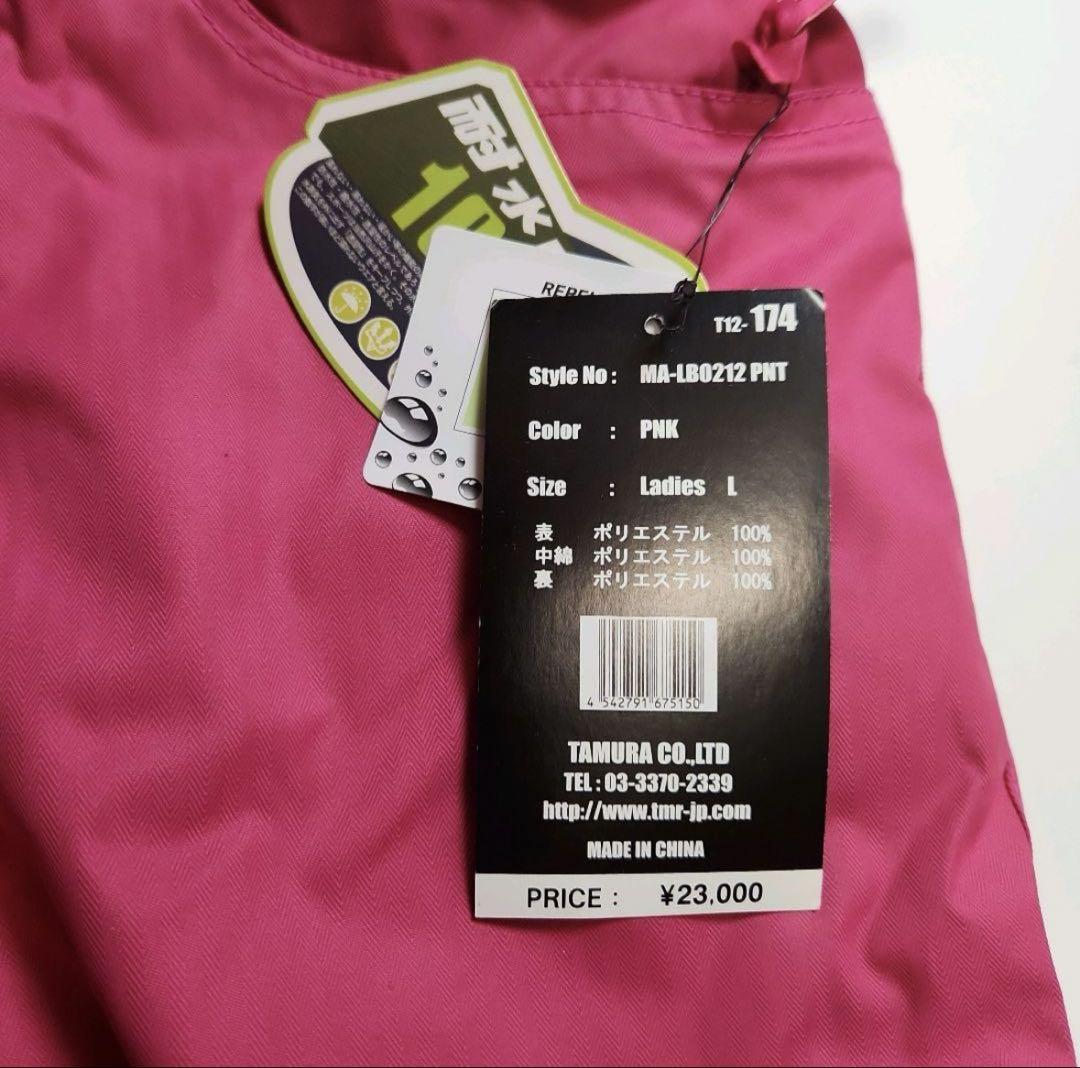 耐水
10
REPEL
T12-174
Style No : MA-LB0212 PNT
Color : PNK
Size : Ladies L
表 ポリエステル 100%
中綿 ポリエステル 100%
裏 ポリエステル 100%
4 542791 675150
TAMURA CO.,LTD
TEL : 03-3370-2339
http://www.tmr-jp.com
MADE IN CHINA
PRICE : ¥23,000